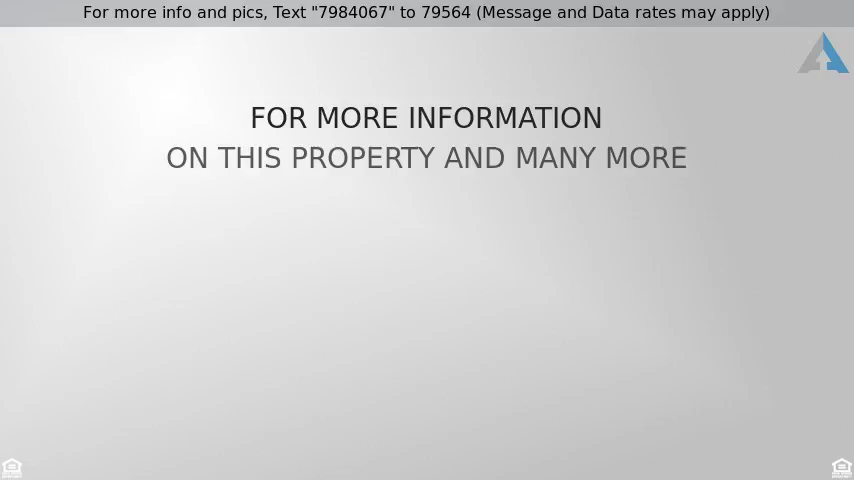 For more info and pics, Text "7984067" to 79564 (Message and Data rates may apply)
FOR MORE INFORMATION
ON THIS PROPERTY AND MANY MORE